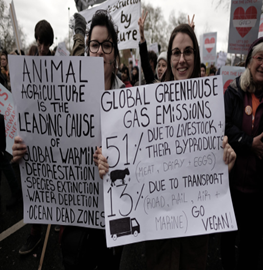 ANIMAL
AGRICULTURE
IS THE
LEADING CAUSE
OF
GLOBAL WARMING
DEFORESTATION
SPECIES EXTINCTION
WATER DEPLETION
OCEAN DEAD ZONES
GLOBAL GREENHOUSE
GAS EMISSIONS
51% DUE TO LIVESTOCK +
THEIR BYPRODUCTS
(MEAT, DAIRY + EGGS)
13% DUE TO TRANSPORT
(ROAD, RAIL, AIR +
MARINE) GO
VEGAN!